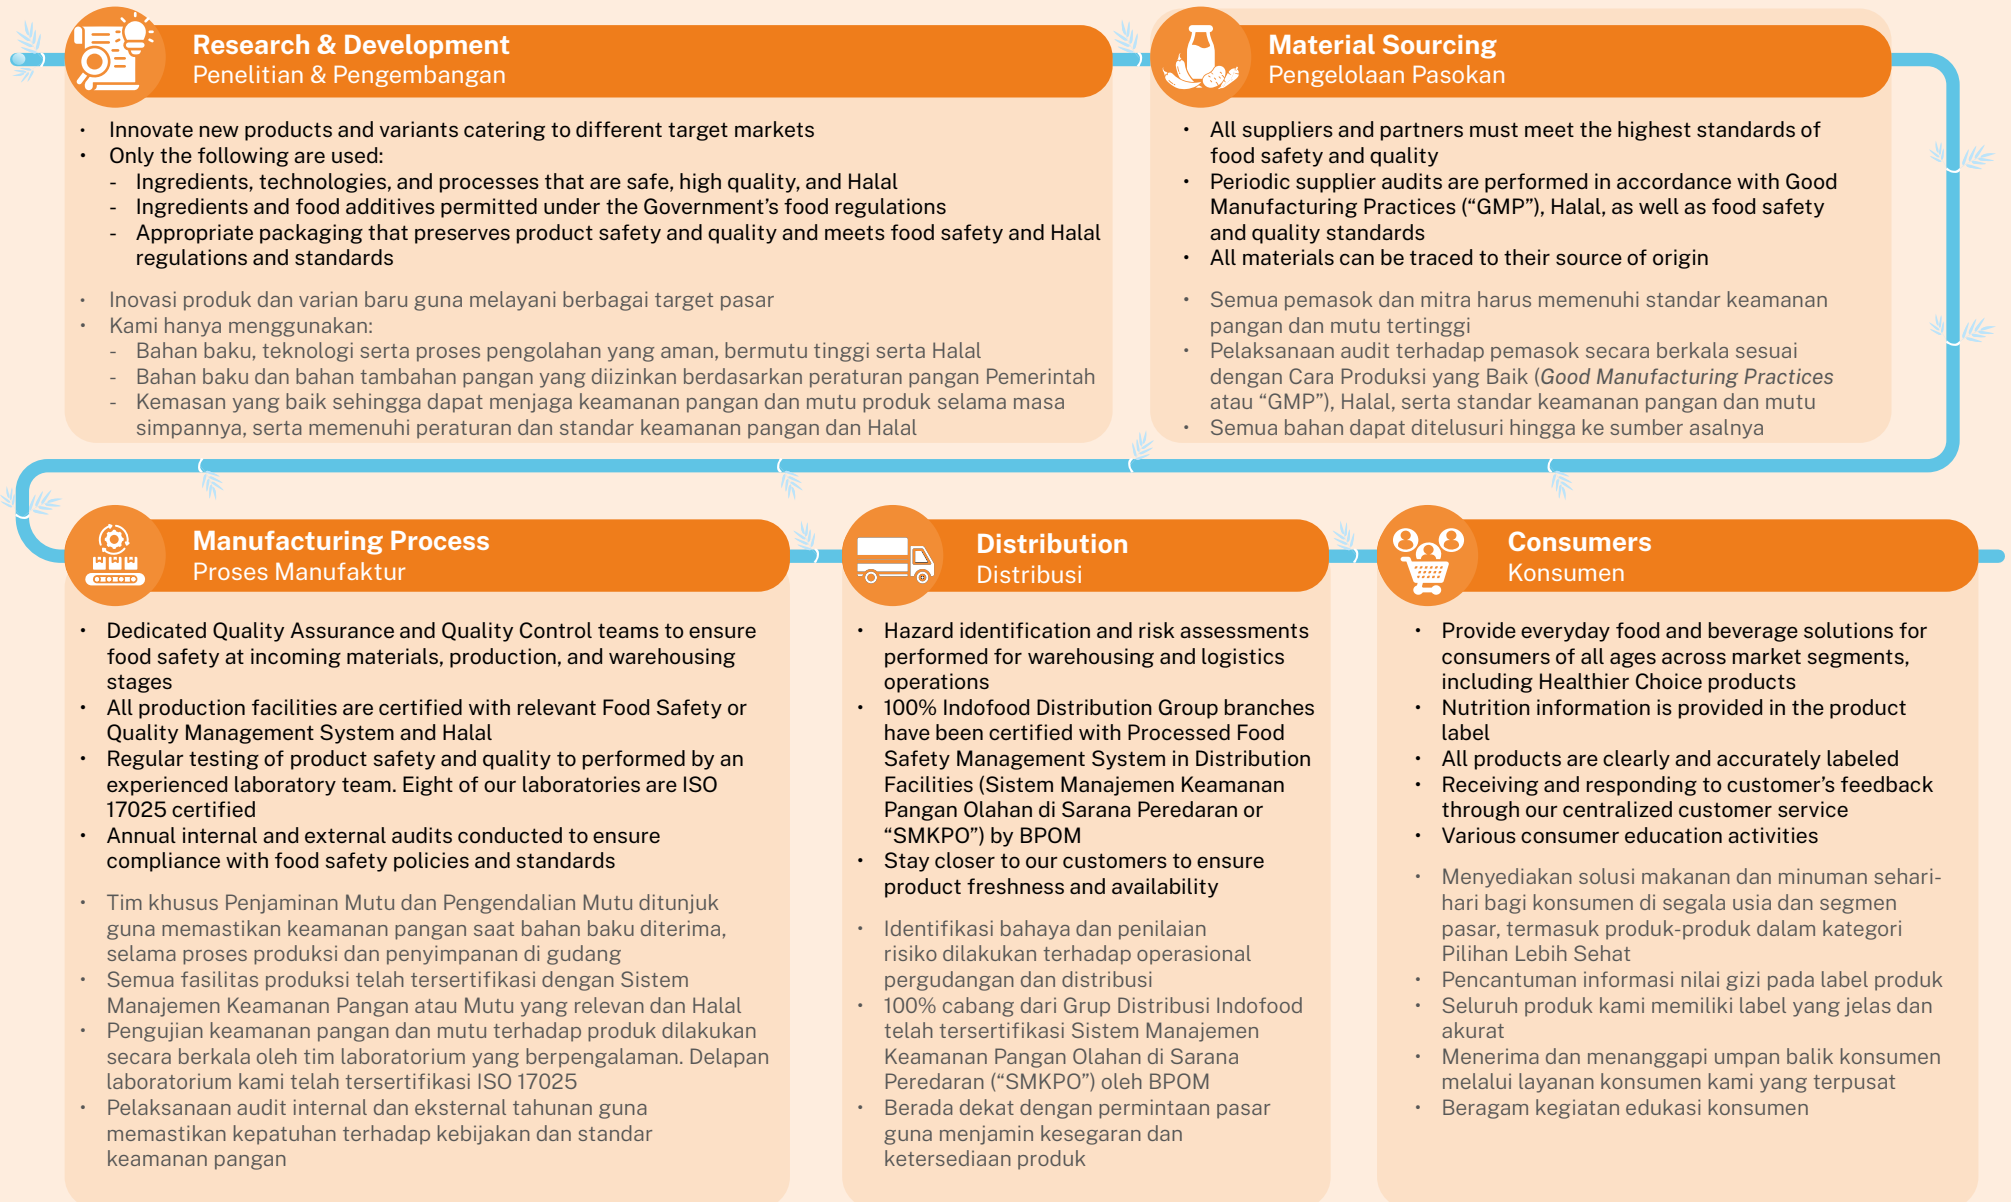 Research & Development
Penelitian & Pengembangan
• Innovate new products and variants catering to different target markets
• Only the following are used:
- Ingredients, technologies, and processes that are safe, high quality, and Halal
- Ingredients and food additives permitted under the Government’s food regulations
- Appropriate packaging that preserves product safety and quality and meets food safety and Halal
regulations and standards
• Inovasi produk dan varian baru guna melayani berbagai target pasar
• Kami hanya menggunakan:
- Bahan baku, teknologi serta proses pengolahan yang aman, bermutu tinggi serta Halal
- Bahan baku dan bahan tambahan pangan yang diizinkan berdasarkan peraturan pangan Pemerintah
- Kemasan yang baik sehingga dapat menjaga keamanan pangan dan mutu produk selama masa
simpannya, serta memenuhi peraturan dan standar keamanan pangan dan Halal
Material Sourcing
Pengelolaan Pasokan
• All suppliers and partners must meet the highest standards of
food safety and quality
• Periodic supplier audits are performed in accordance with Good
Manufacturing Practices (“GMP”), Halal, as well as food safety
and quality standards
• All materials can be traced to their source of origin
• Semua pemasok dan mitra harus memenuhi standar keamanan
pangan dan mutu tertinggi
• Pelaksanaan audit terhadap pemasok secara berkala sesuai
dengan Cara Produksi yang Baik (Good Manufacturing Practices
atau “GMP”), Halal, serta standar keamanan pangan dan mutu
• Semua bahan dapat ditelusuri hingga ke sumber asalnya
Manufacturing Process
Proses Manufaktur
• Dedicated Quality Assurance and Quality Control teams to ensure
food safety at incoming materials, production, and warehousing
stages
• All production facilities are certified with relevant Food Safety or
Quality Management System and Halal
• Regular testing of product safety and quality to performed by an
experienced laboratory team. Eight of our laboratories are ISO
17025 certified
• Annual internal and external audits conducted to ensure
compliance with food safety policies and standards
• Tim khusus Penjaminan Mutu dan Pengendalian Mutu ditunjuk
guna memastikan keamanan pangan saat bahan baku diterima,
selama proses produksi dan penyimpanan di gudang
• Semua fasilitas produksi telah tersertifikasi dengan Sistem
Manajemen Keamanan Pangan atau Mutu yang relevan dan Halal
• Pengujian keamanan pangan dan mutu terhadap produk dilakukan
secara berkala oleh tim laboratorium yang berpengalaman. Delapan
laboratorium kami telah tersertifikasi ISO 17025
• Pelaksanaan audit internal dan eksternal tahunan guna
memastikan kepatuhan terhadap kebijakan dan standar
keamanan pangan
Distribution
Distribusi
• Hazard identification and risk assessments
performed for warehousing and logistics
operations
• 100% Indofood Distribution Group branches
have been certified with Processed Food
Safety Management System in Distribution
Facilities (Sistem Manajemen Keamanan
Pangan Olahan di Sarana Peredaran or
“SMKPO”) by BPOM
• Stay closer to our customers to ensure
product freshness and availability
• Identifikasi bahaya dan penilaian
risiko dilakukan terhadap operasional
pergudangan dan distribusi
• 100% cabang dari Grup Distribusi Indofood
telah tersertifikasi Sistem Manajemen
Keamanan Pangan Olahan di Sarana
Peredaran (“SMKPO”) oleh BPOM
• Berada dekat dengan permintaan pasar
guna menjamin kesegaran dan
ketersediaan produk
Consumers
Konsumen
• Provide everyday food and beverage solutions for
consumers of all ages across market segments,
including Healthier Choice products
• Nutrition information is provided in the product
label
• All products are clearly and accurately labeled
• Receiving and responding to customer’s feedback
through our centralized customer service
• Various consumer education activities
• Menyediakan solusi makanan dan minuman sehari-
hari bagi konsumen di segala usia dan segmen
pasar, termasuk produk-produk dalam kategori
Pilihan Lebih Sehat
• Pencantuman informasi nilai gizi pada label produk
• Seluruh produk kami memiliki label yang jelas dan
akurat
• Menerima dan menanggapi umpan balik konsumen
melalui layanan konsumen kami yang terpusat
• Beragam kegiatan edukasi konsumen